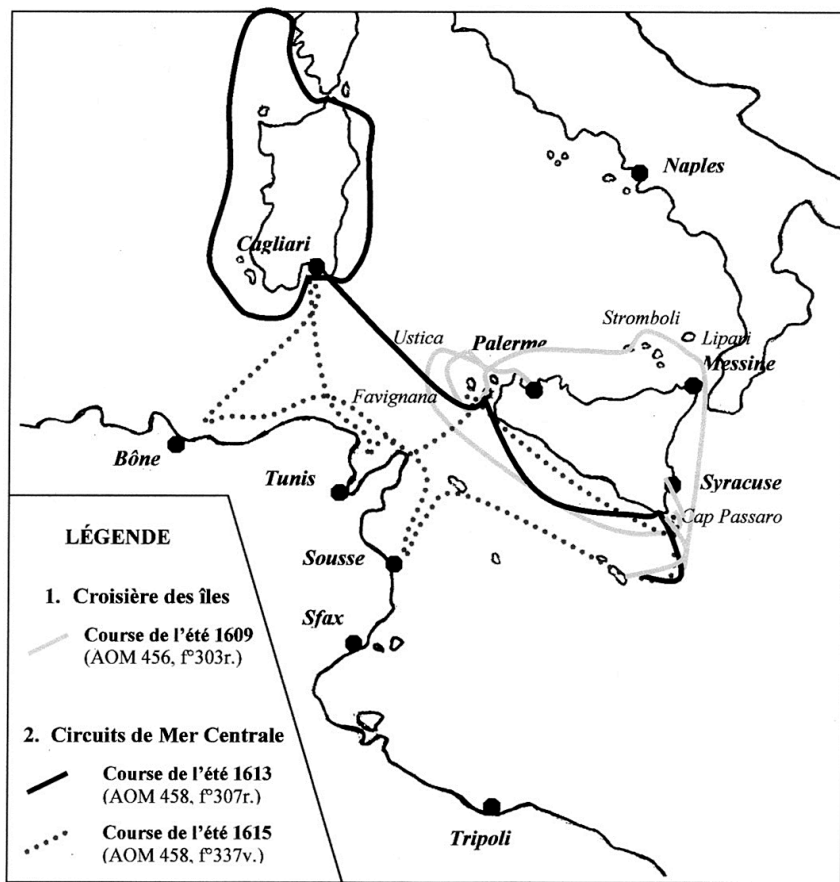 Naples
Cagliari
Stromboli
Ustica
Palerme
Lipari
Messine
Favignana
Bône
Tunis
Syracuse
Cap Passaro
Sousse
Sfax
Tripoli
LÉGENDE
1. Croisière des îles
Course de l'été 1609
(AOM 456, f°303r.)
2. Circuits de Mer Centrale
Course de l'été 1613
(AOM 458, f°307r.)
Course de l'été 1615
(AOM 458, f°337v.)